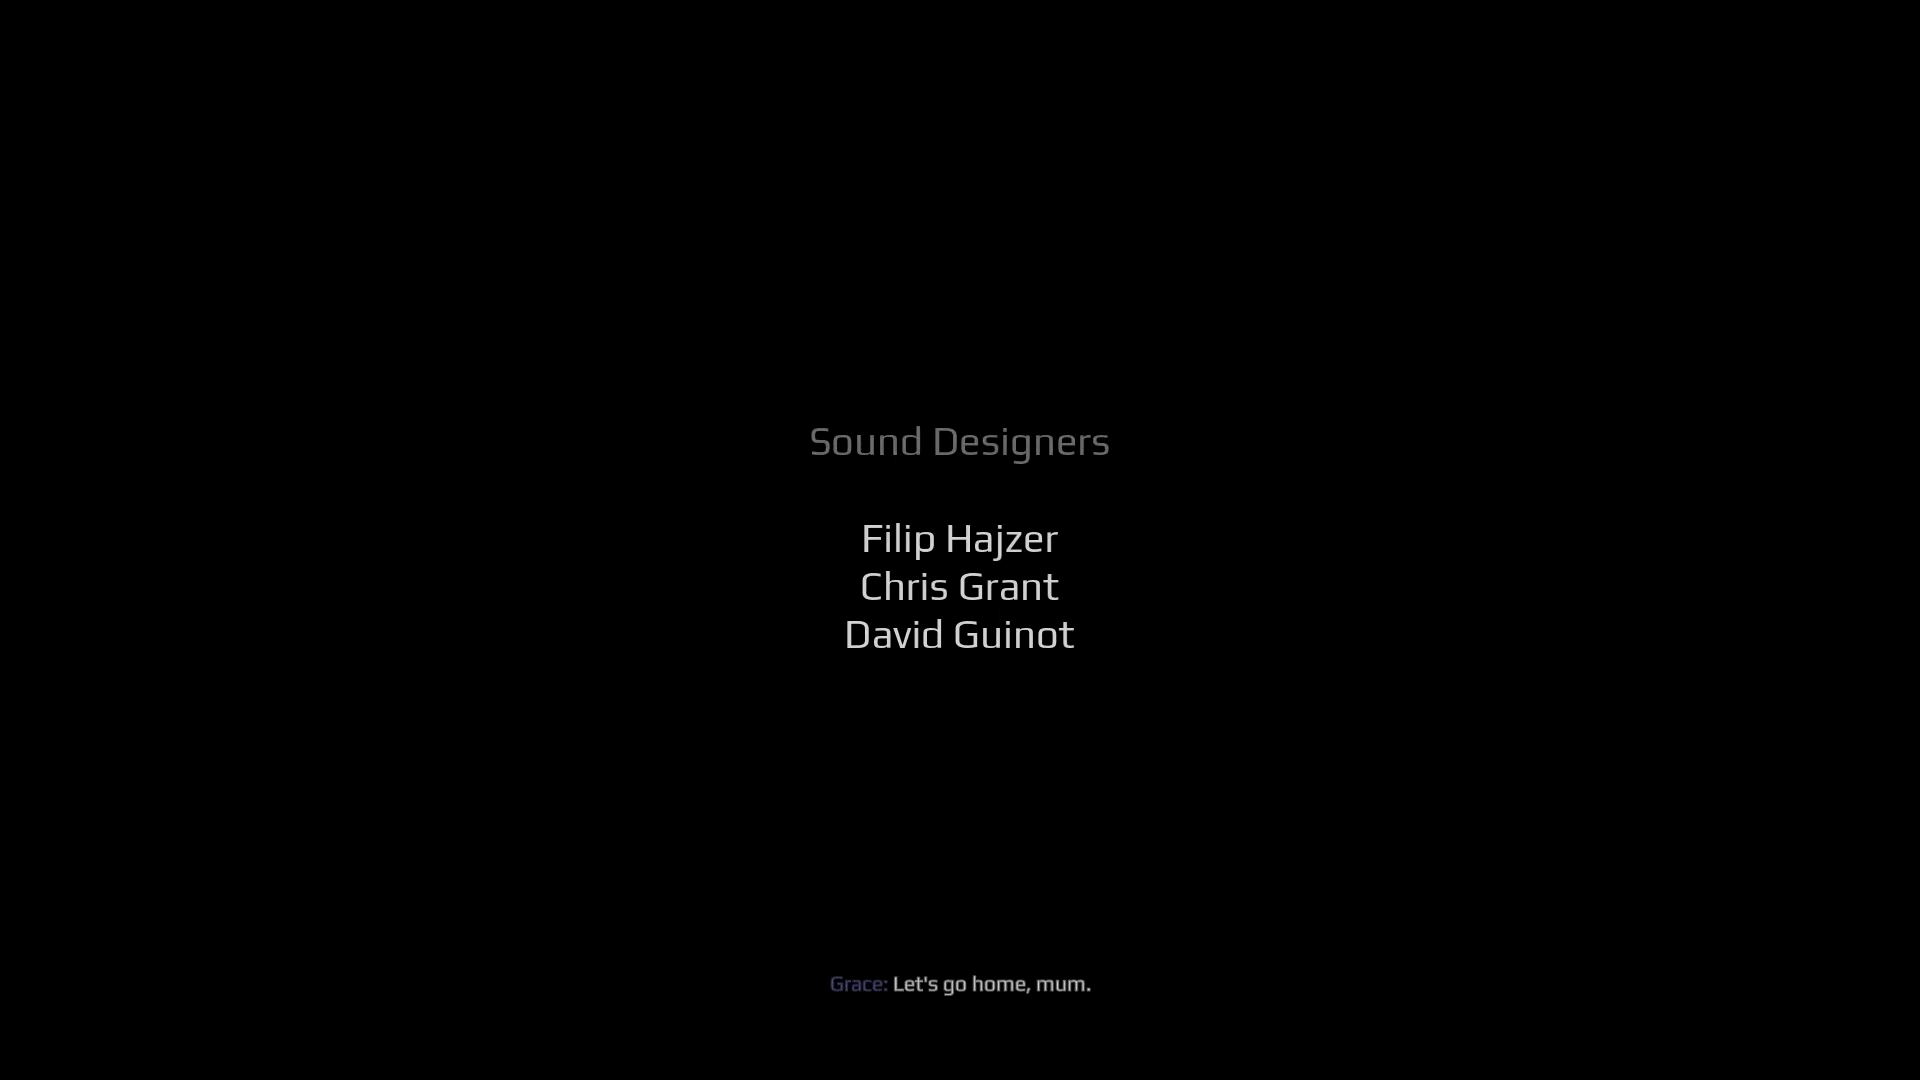 Sound Designers
Filip Hajzer
Chris Grant
David Guinot
Grace: Let's go home, mum.